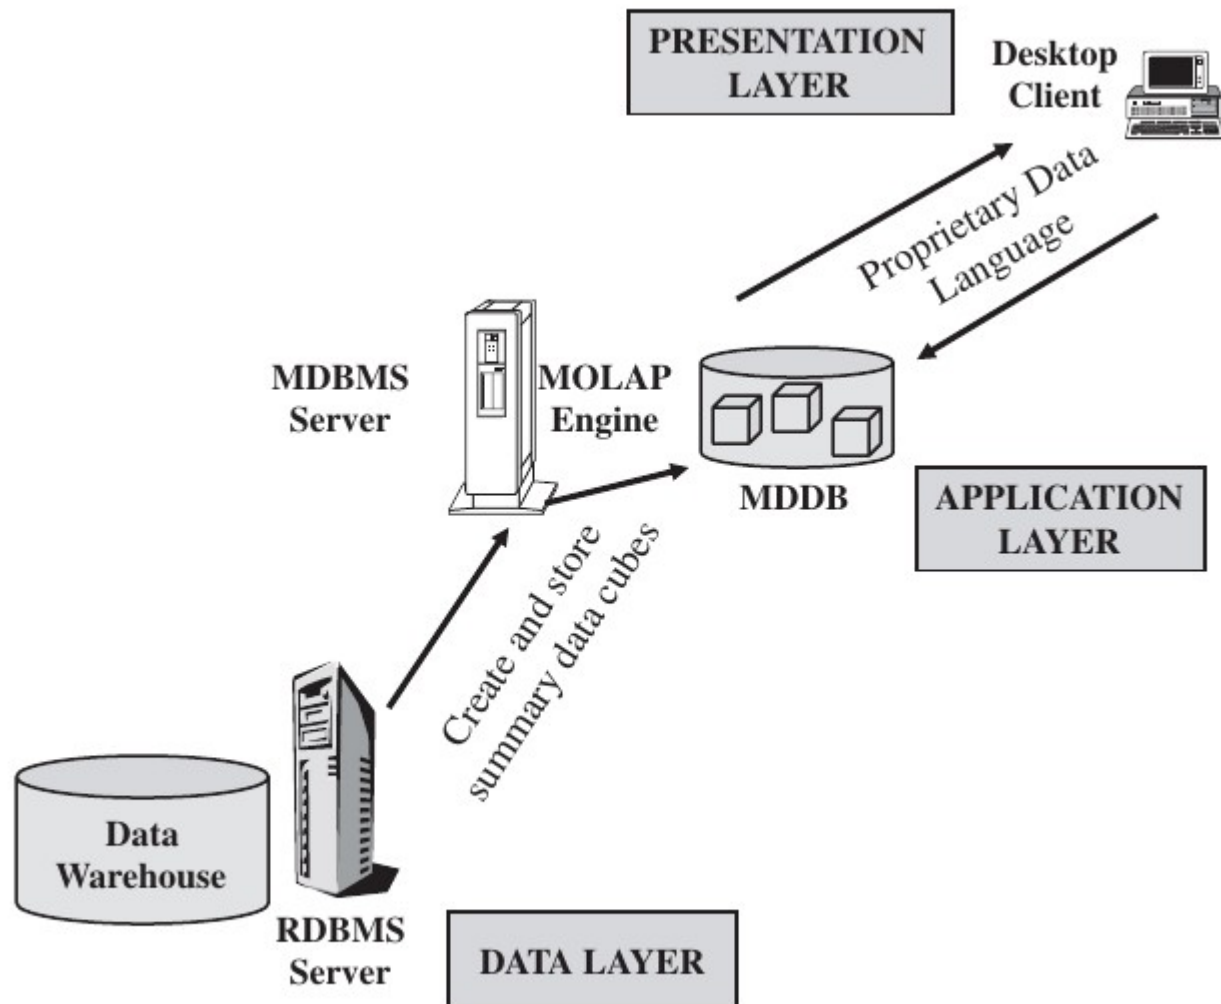 PRESENTATION
LAYER
Desktop
Client
Proprietary Data
Language
MDBMS
Server
MOLAP
Engine
MDDB
APPLICATION
LAYER
Create and store
summary data cubes
Data
Warehouse
RDBMS
Server
DATA LAYER